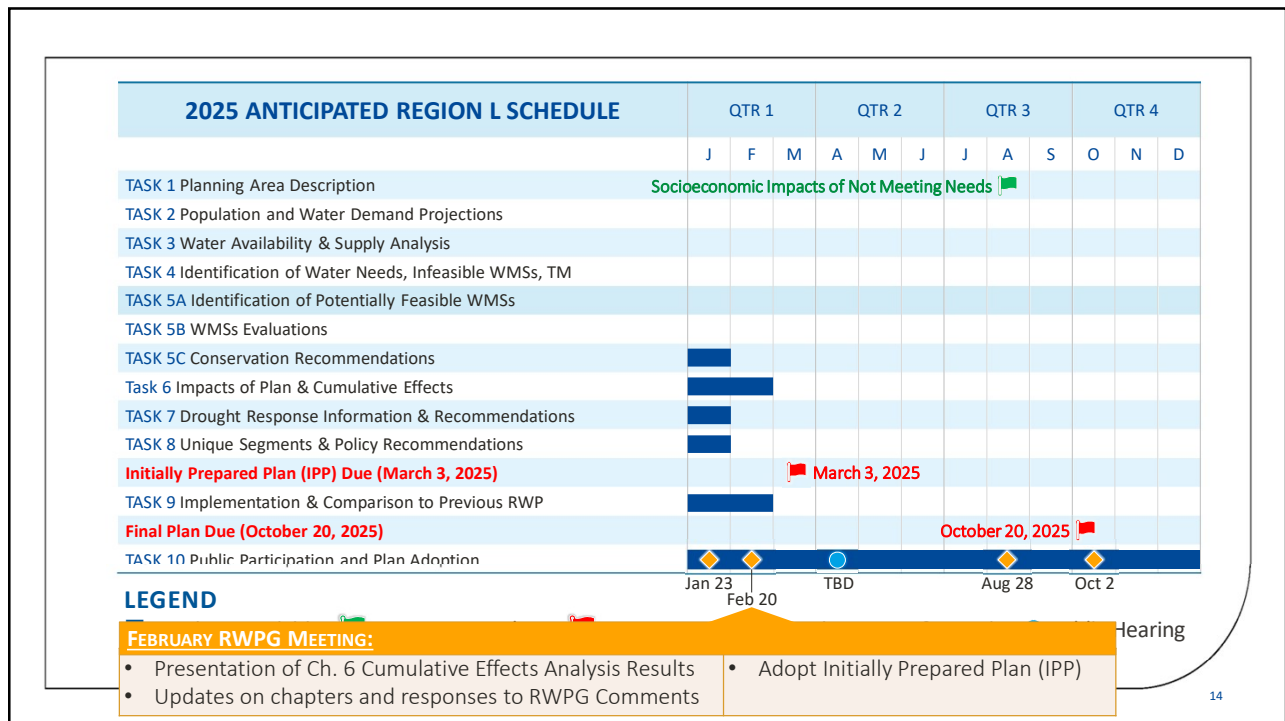 2025 ANTICIPATED REGION L SCHEDULE
QTR 1 QTR 2 QTR 3 QTR 4
J F M A M J J A S O N D
TASK 1 Planning Area Description
Socioeconomic Impacts of Not Meeting Needs
TASK 2 Population and Water Demand Projections
TASK 3 Water Availability & Supply Analysis
TASK 4 Identification of Water Needs, Infeasible WMSs, TM
TASK 5A Identification of Potentially Feasible WMSs
TASK 5B WMSs Evaluations
TASK 5C Conservation Recommendations
Task 6 Impacts of Plan & Cumulative Effects
TASK 7 Drought Response Information & Recommendations
TASK 8 Unique Segments & Policy Recommendations
Initially Prepared Plan (IPP) Due (March 3, 2025)
March 3, 2025
TASK 9 Implementation & Comparison to Previous RWP
Final Plan Due (October 20, 2025)
October 20, 2025
TASK 10 Public Participation and Plan Adoption
Jan 23
Feb 20
TBD
Aug 28
Oct 2
LEGEND
Hearing
FEBRUARY RWPG MEETING:
• Presentation of Ch. 6 Cumulative Effects Analysis Results
• Updates on chapters and responses to RWPG Comments
• Adopt Initially Prepared Plan (IPP)
14